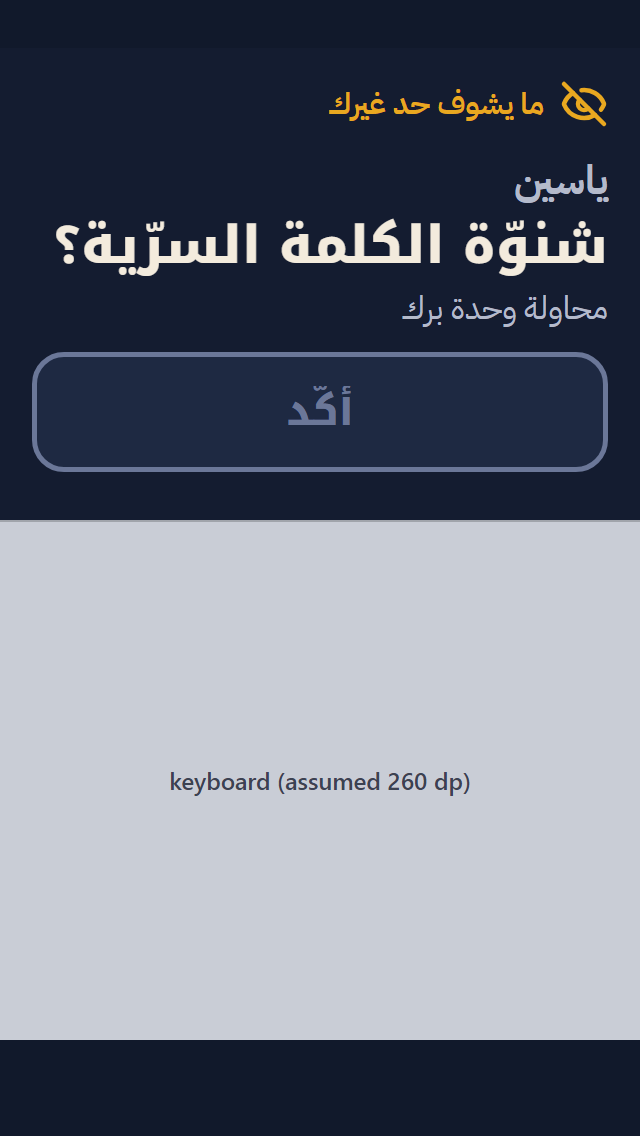 ما يشوف حد غيرك
ياسين
شنوّة الكلمة السرّية؟
محاولة وحدة برك
أكّد
keyboard (assumed 260 dp)